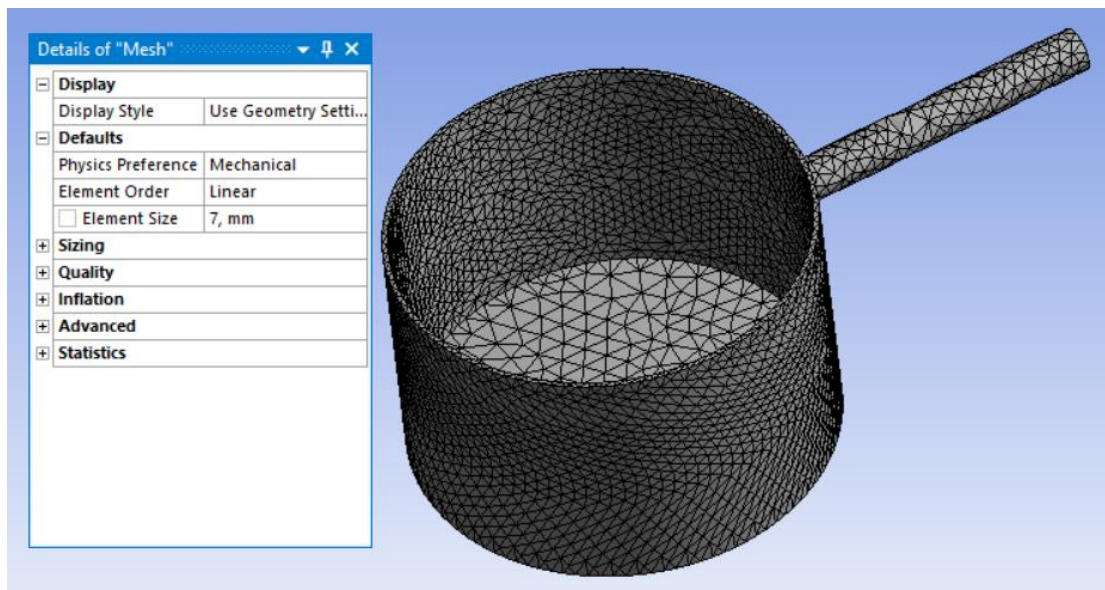 Details of "Mesh"
Display
Display Style Use Geometry Setti...
Defaults
Physics Preference Mechanical
Element Order Linear
Element Size 7, mm
Sizing
Quality
Inflation
Advanced
Statistics